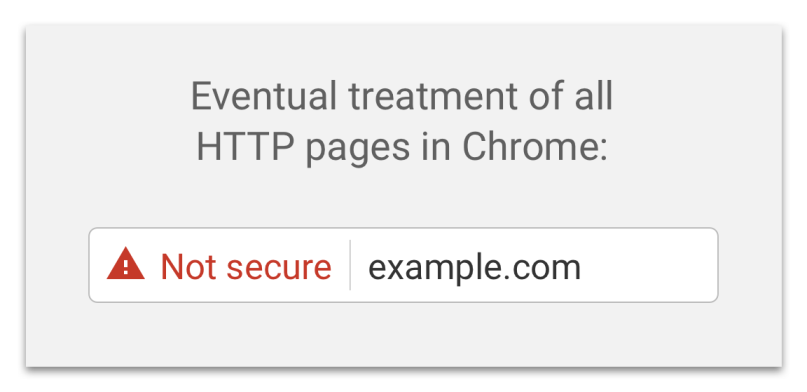 Eventual treatment of all
HTTP pages in Chrome:
Not secure | example.com